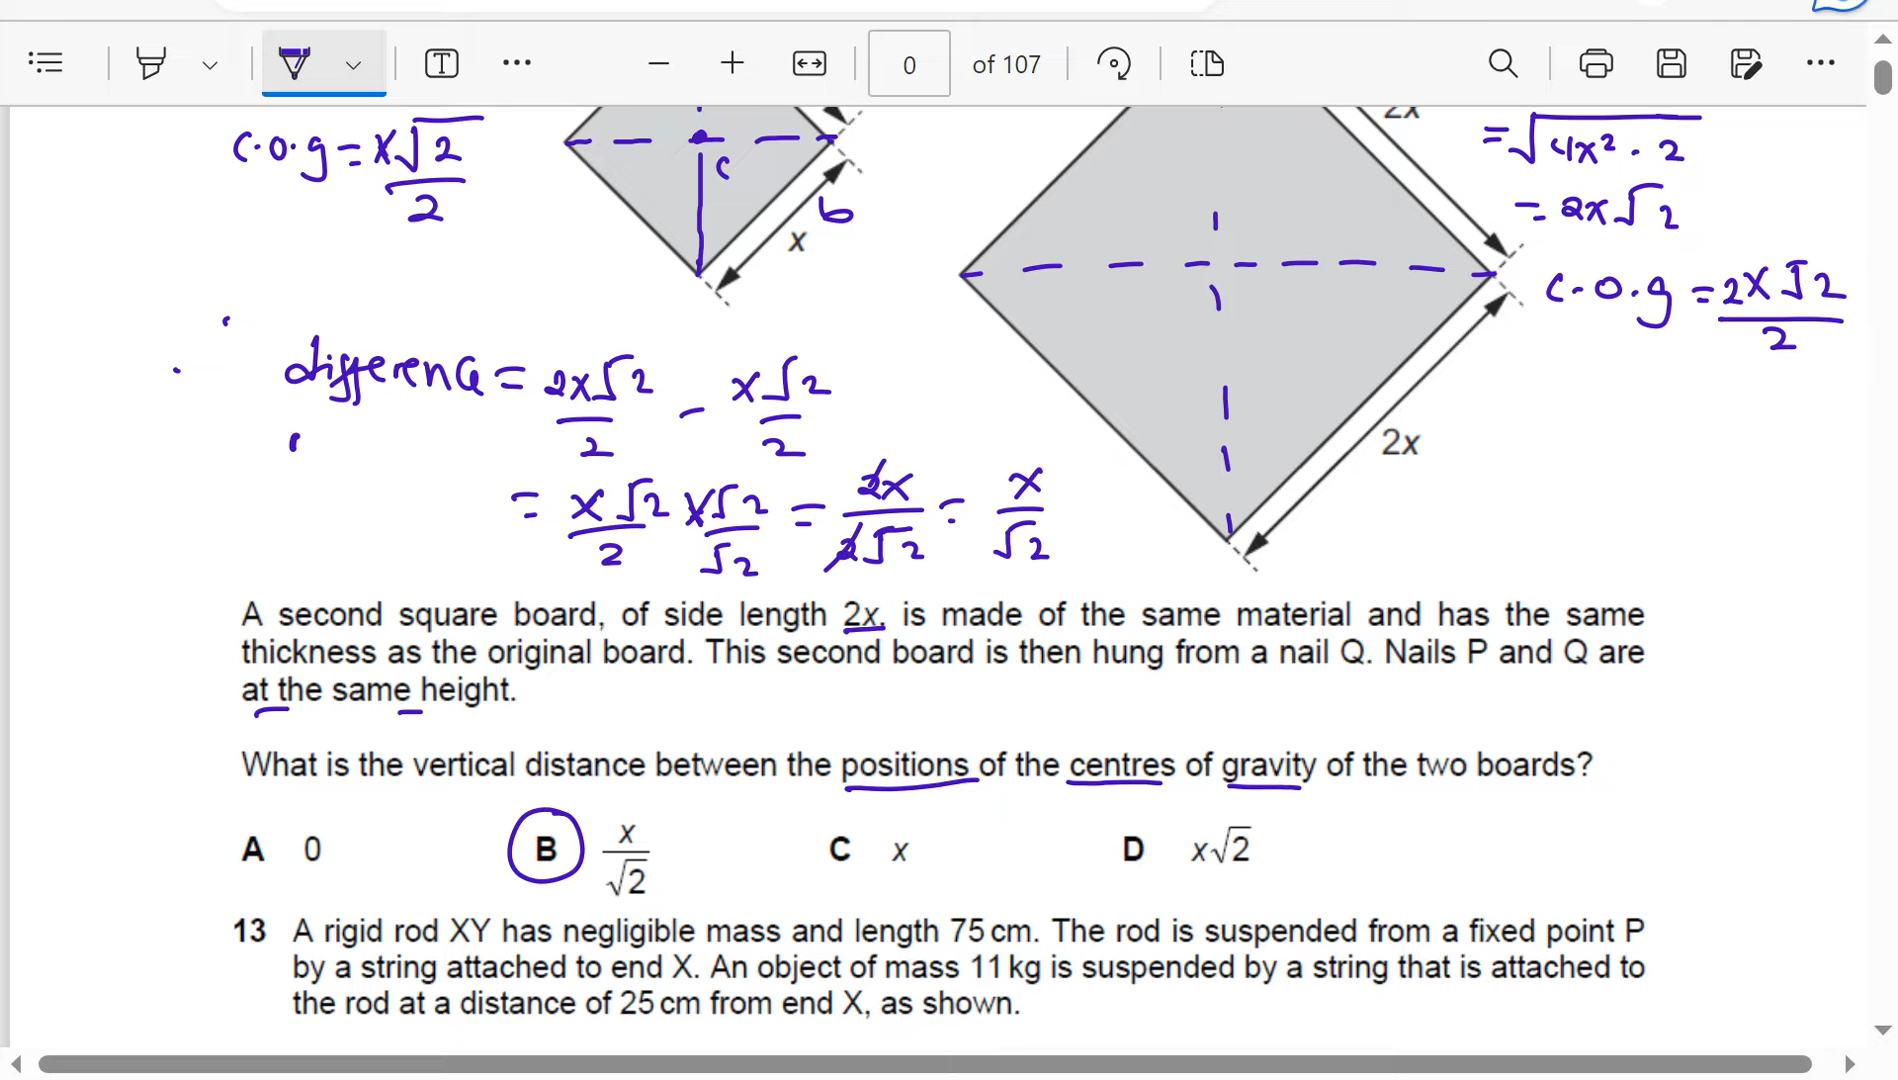 0 of 107
c.o.g = x√2/2
c
b
x
2x
= √4x² · 2
= 2x√2
c.o.g = 2x√2/2
difference = 2x√2/2 - x√2/2
= x√2/2 x √2/√2 = 2x/2√2 = x/√2
2x
A second square board, of side length 2x, is made of the same material and has the same
thickness as the original board. This second board is then hung from a nail Q. Nails P and Q are
at the same height.
What is the vertical distance between the positions of the centres of gravity of the two boards?
A 0 B x/√2 C x D x√2
13 A rigid rod XY has negligible mass and length 75 cm. The rod is suspended from a fixed point P
by a string attached to end X. An object of mass 11 kg is suspended by a string that is attached to
the rod at a distance of 25 cm from end X, as shown.